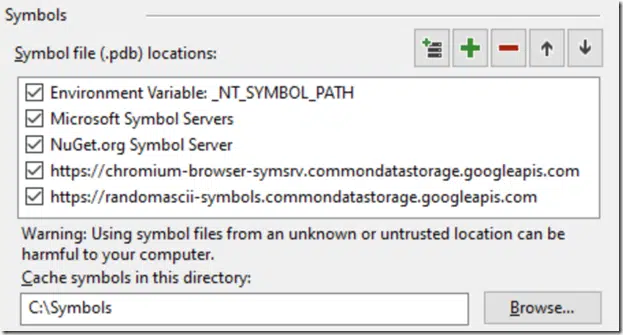 Symbols
Symbol file (.pdb) locations:
Environment Variable: _NT_SYMBOL_PATH
Microsoft Symbol Servers
NuGet.org Symbol Server
https://chromium-browser-symsrv.commondatastorage.googleapis.com
https://randomascii-symbols.commondatastorage.googleapis.com
Warning: Using symbol files from an unknown or untrusted location can be
harmful to your computer.
Cache symbols in this directory:
C:\Symbols
Browse...